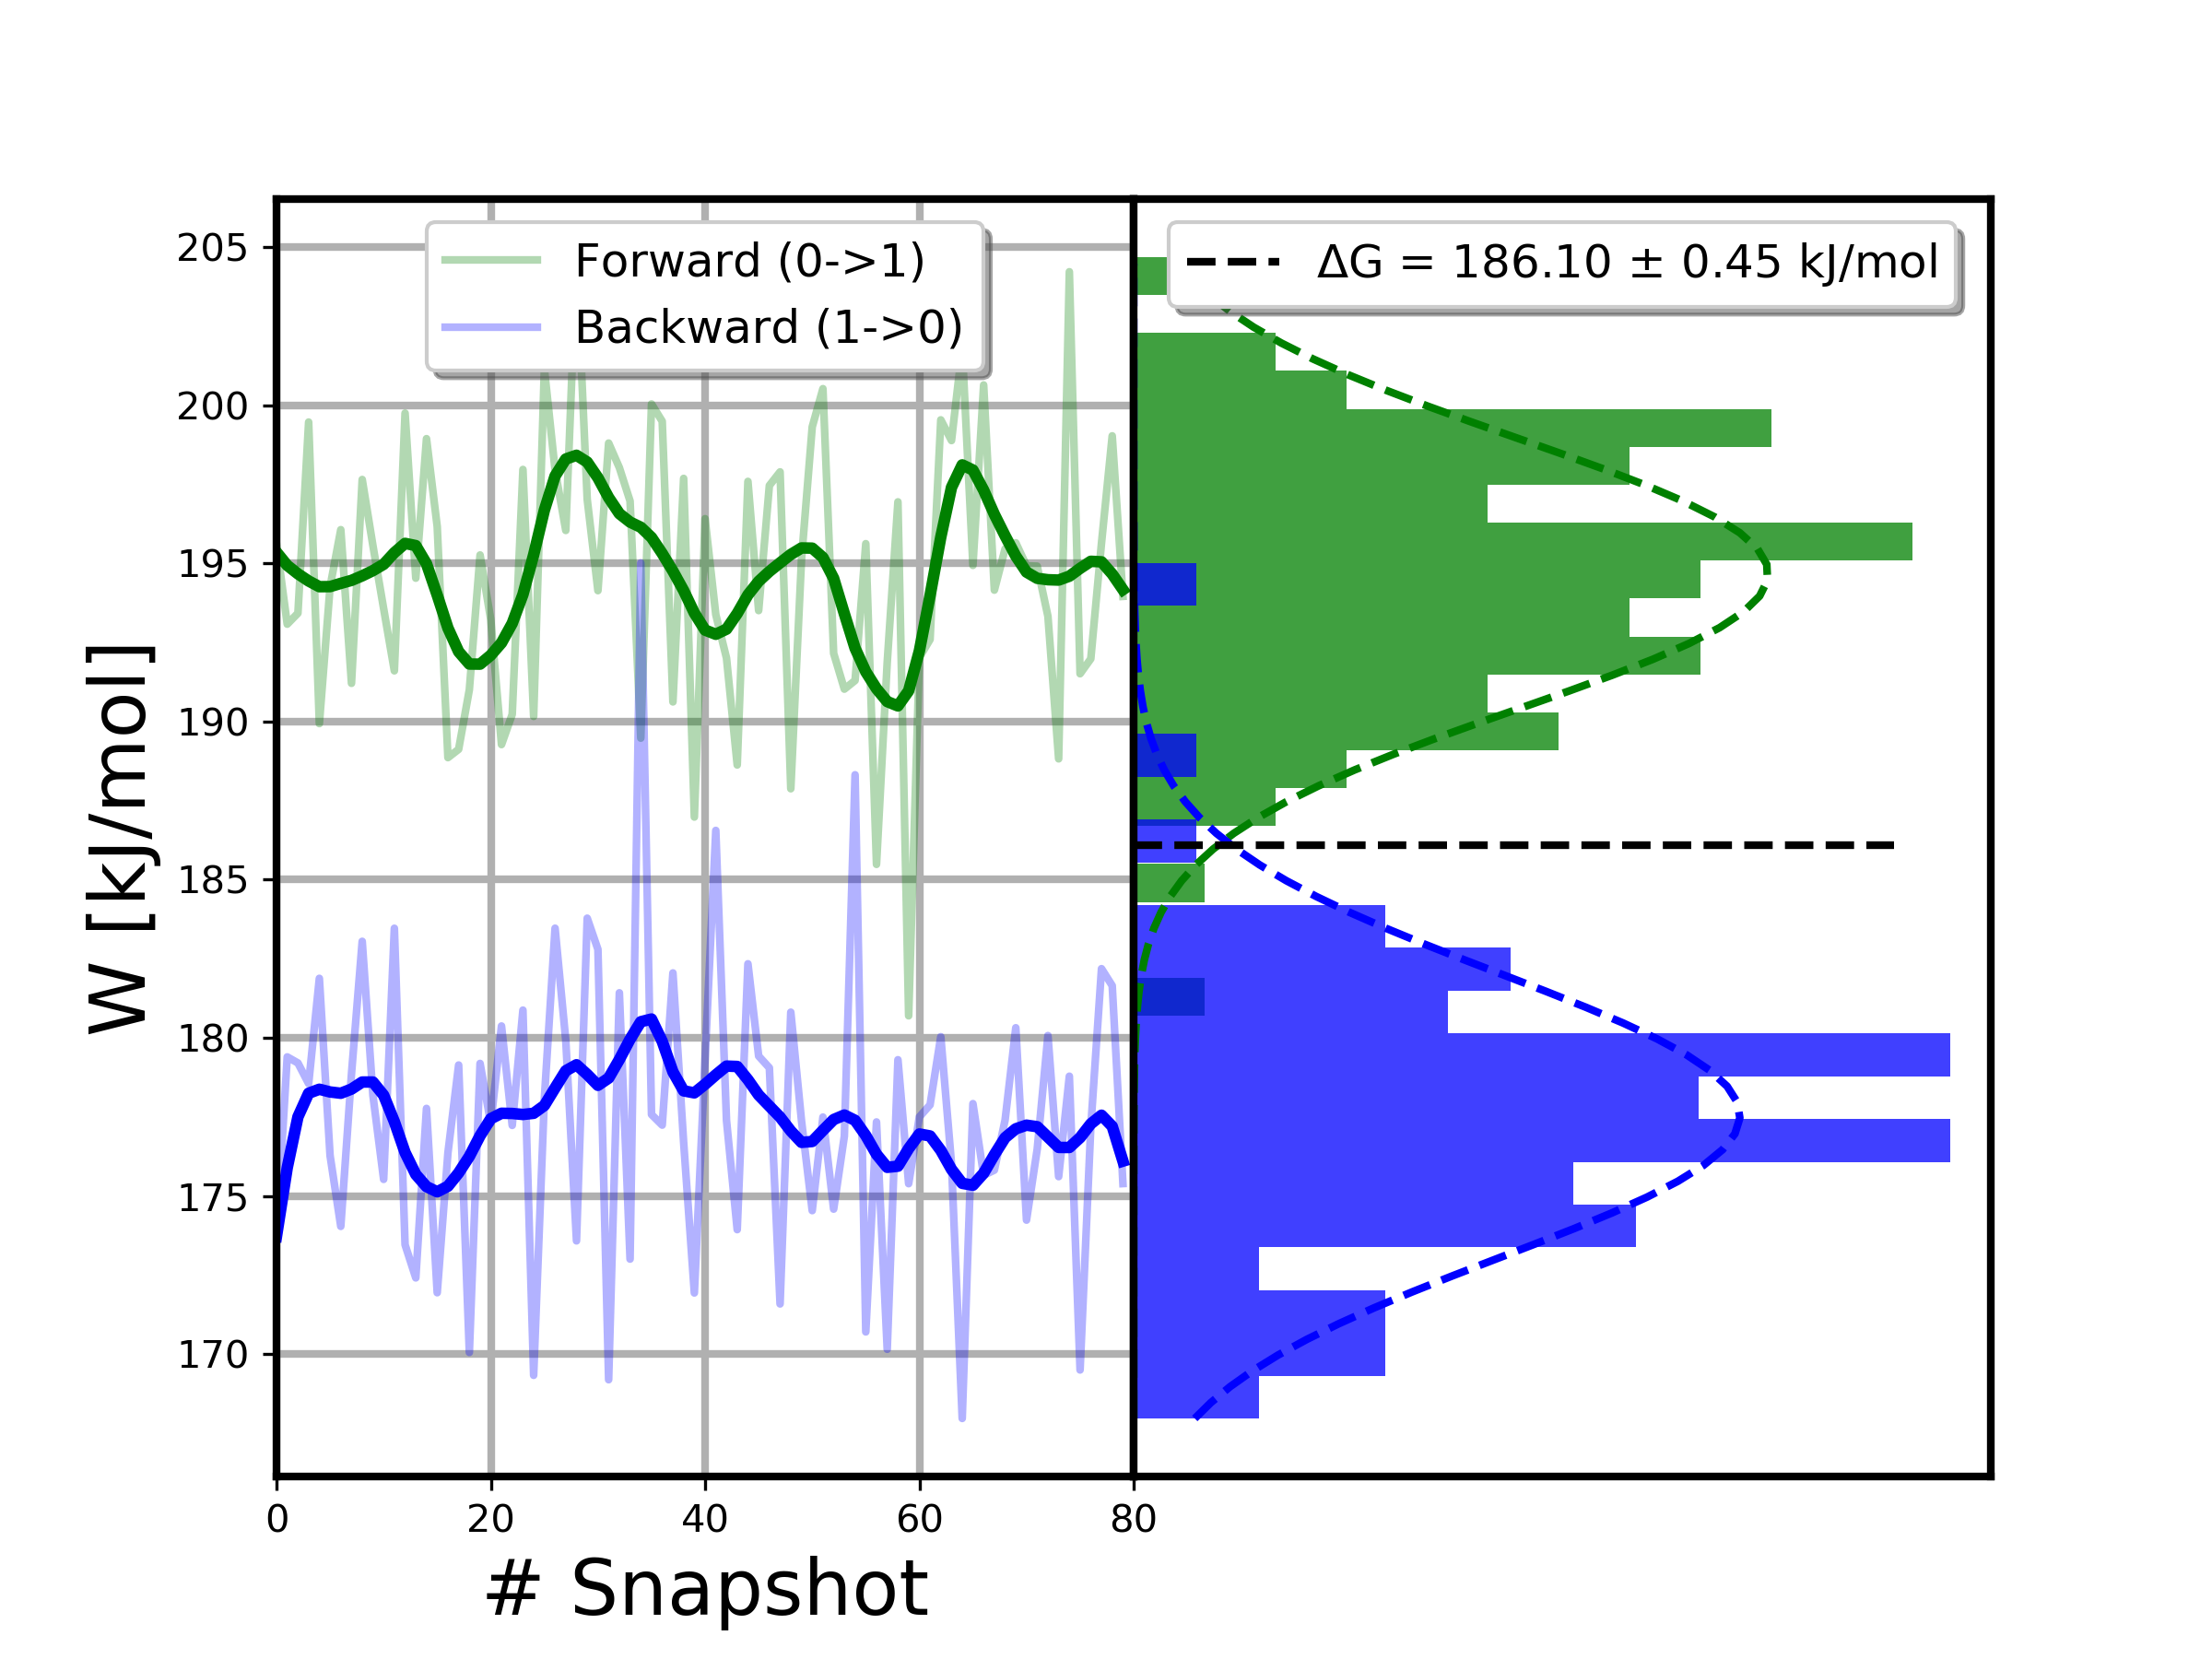 Forward (0->1)
Backward (1->0)
ΔG = 186.10 ± 0.45 kJ/mol
W [kJ/mol]
205
200
195
190
185
180
175
170
0 20 40 60 80
# Snapshot